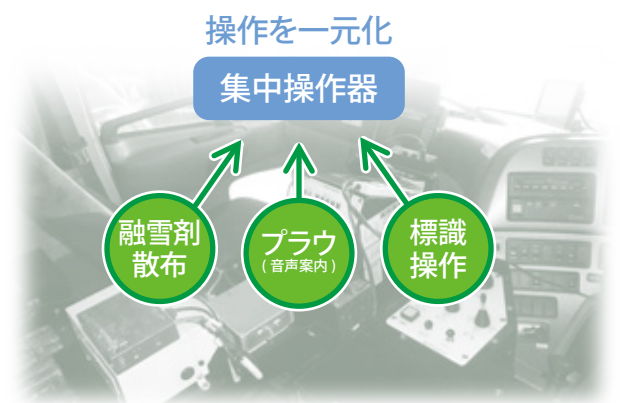 操作を一元化
集中操作器
融雪剤
散布
プラウ
(音声案内)
標識
操作